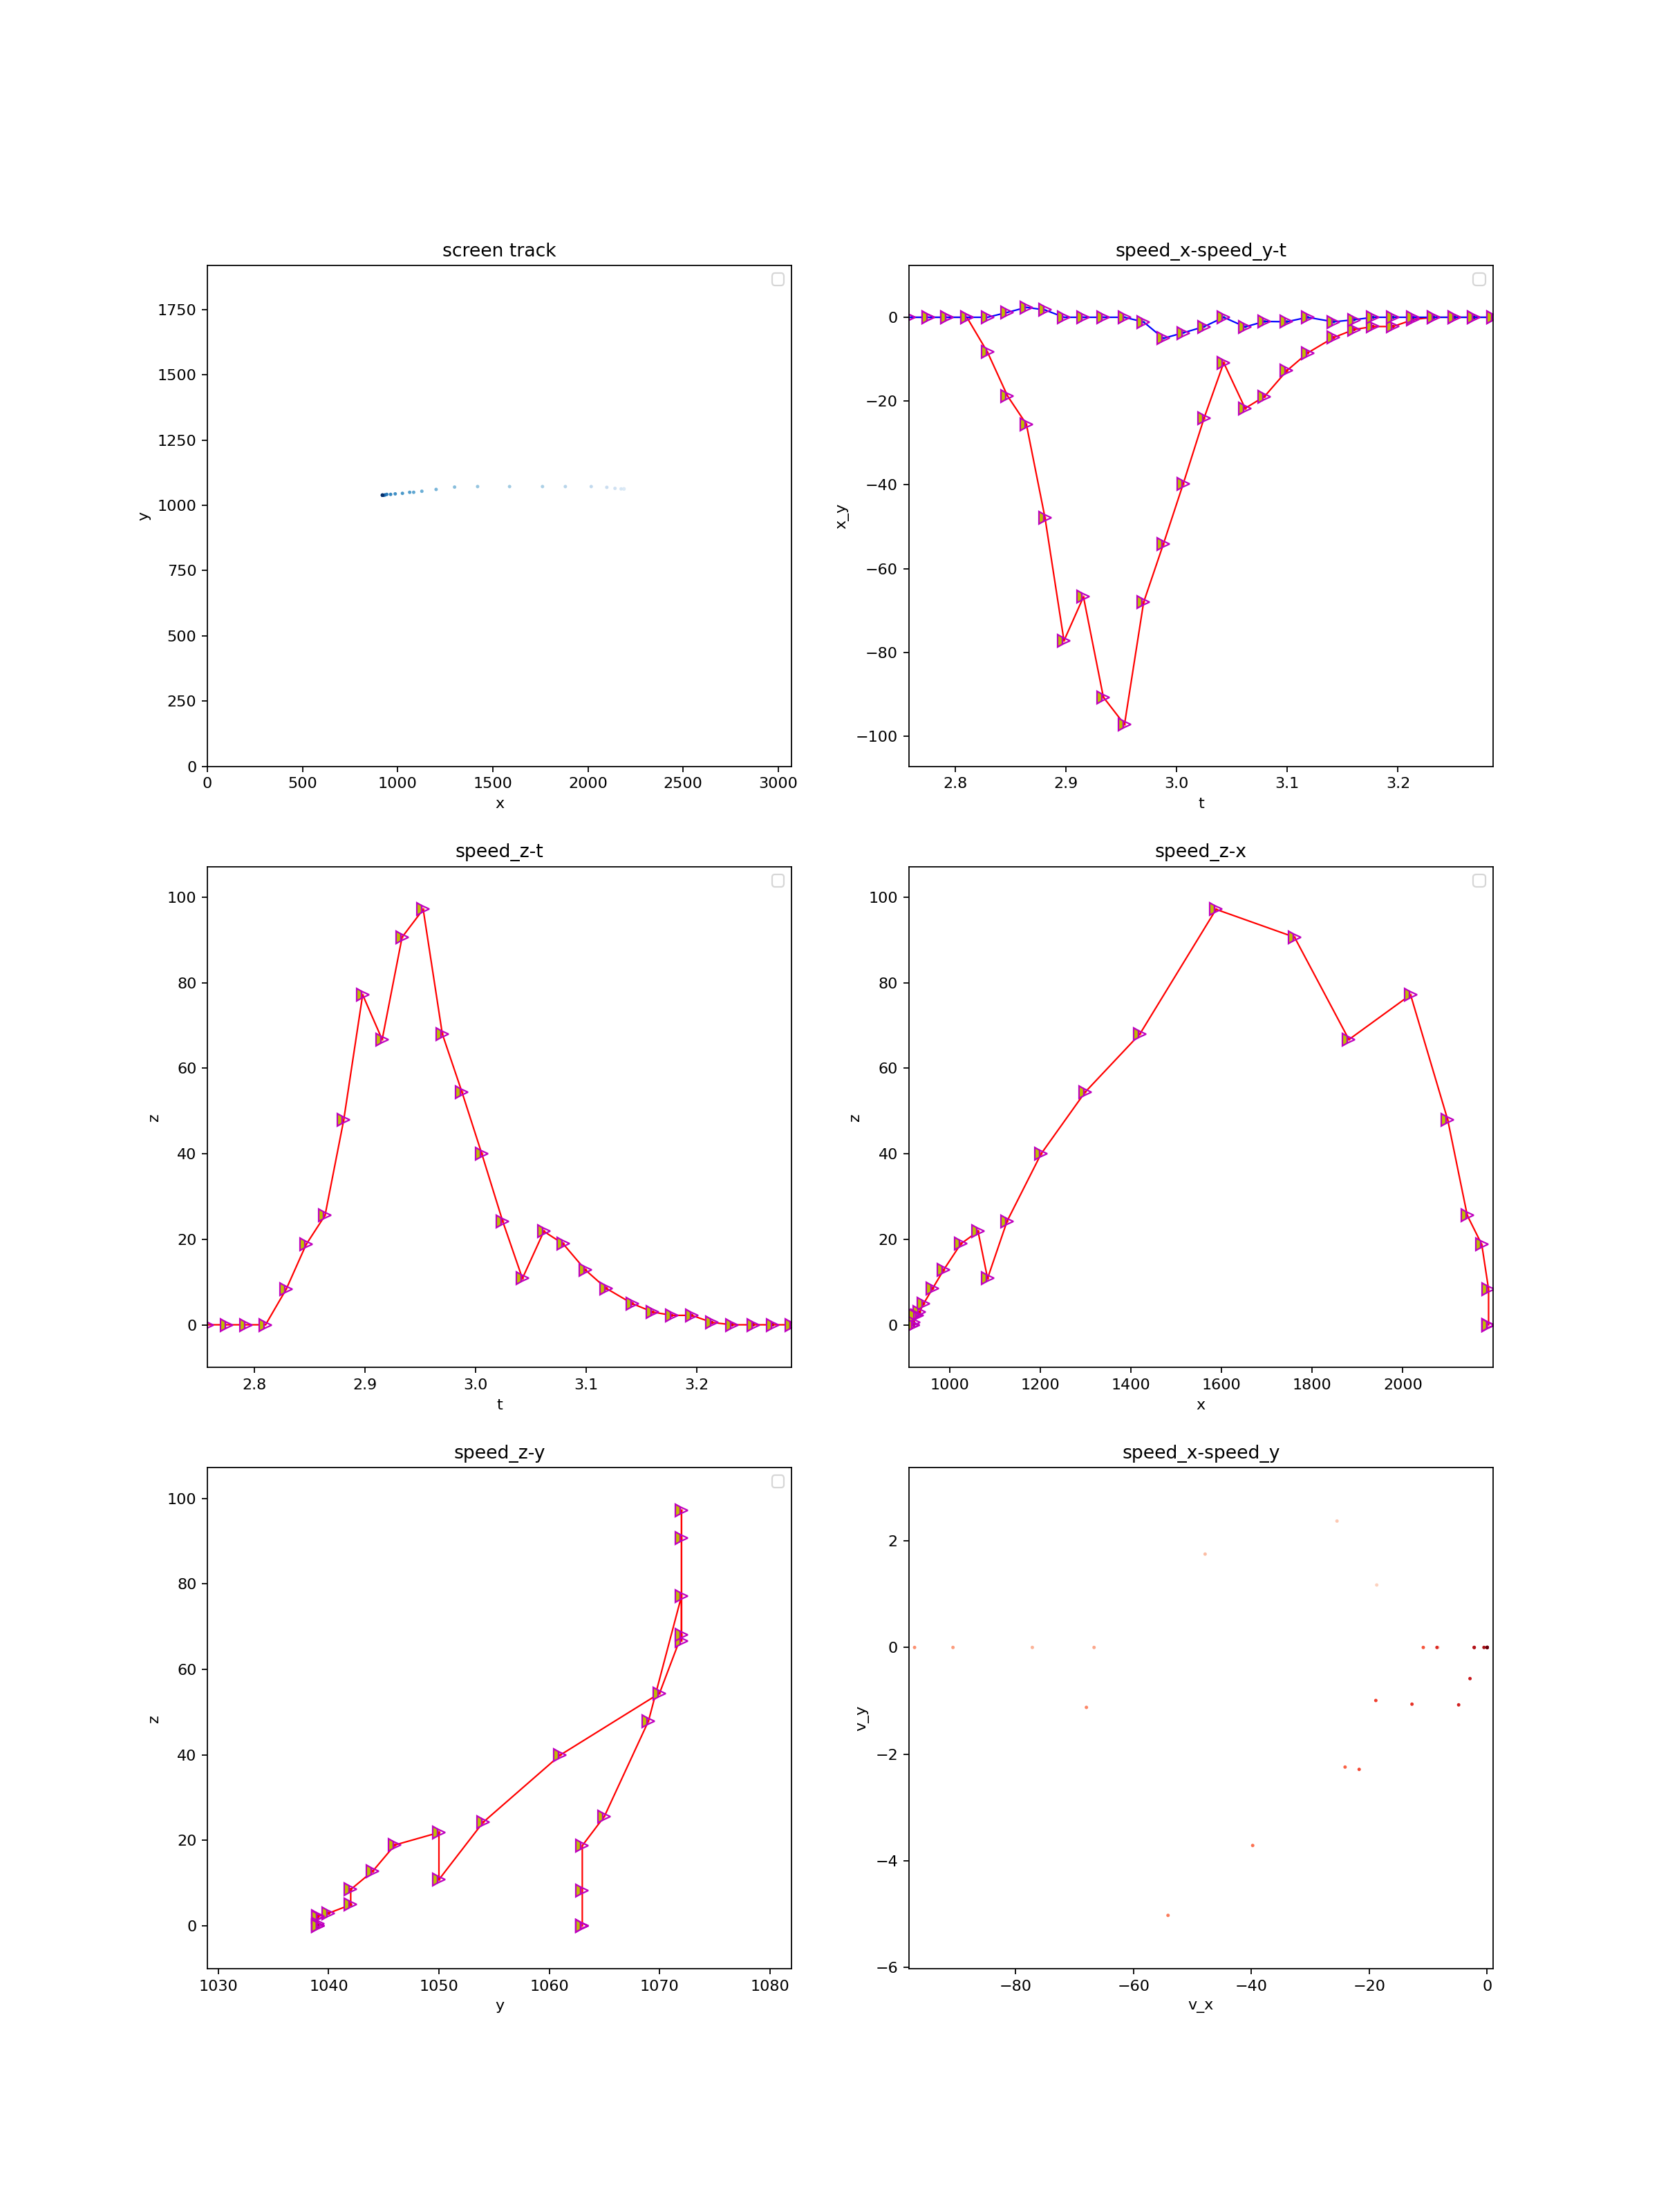 screen track
y
1750
1500
1250
1000
750
500
250
0
0 500 1000 1500 2000 2500 3000
x
speed_x-speed_y-t
x_y
0
−20
−40
−60
−80
−100
2.8 2.9 3.0 3.1 3.2
t
speed_z-t
z
100
80
60
40
20
0
2.8 2.9 3.0 3.1 3.2
t
speed_z-x
z
100
80
60
40
20
0
1000 1200 1400 1600 1800 2000
x
speed_z-y
z
100
80
60
40
20
0
1030 1040 1050 1060 1070 1080
y
speed_x-speed_y
v_y
2
0
−2
−4
−6
−80 −60 −40 −20 0
v_x